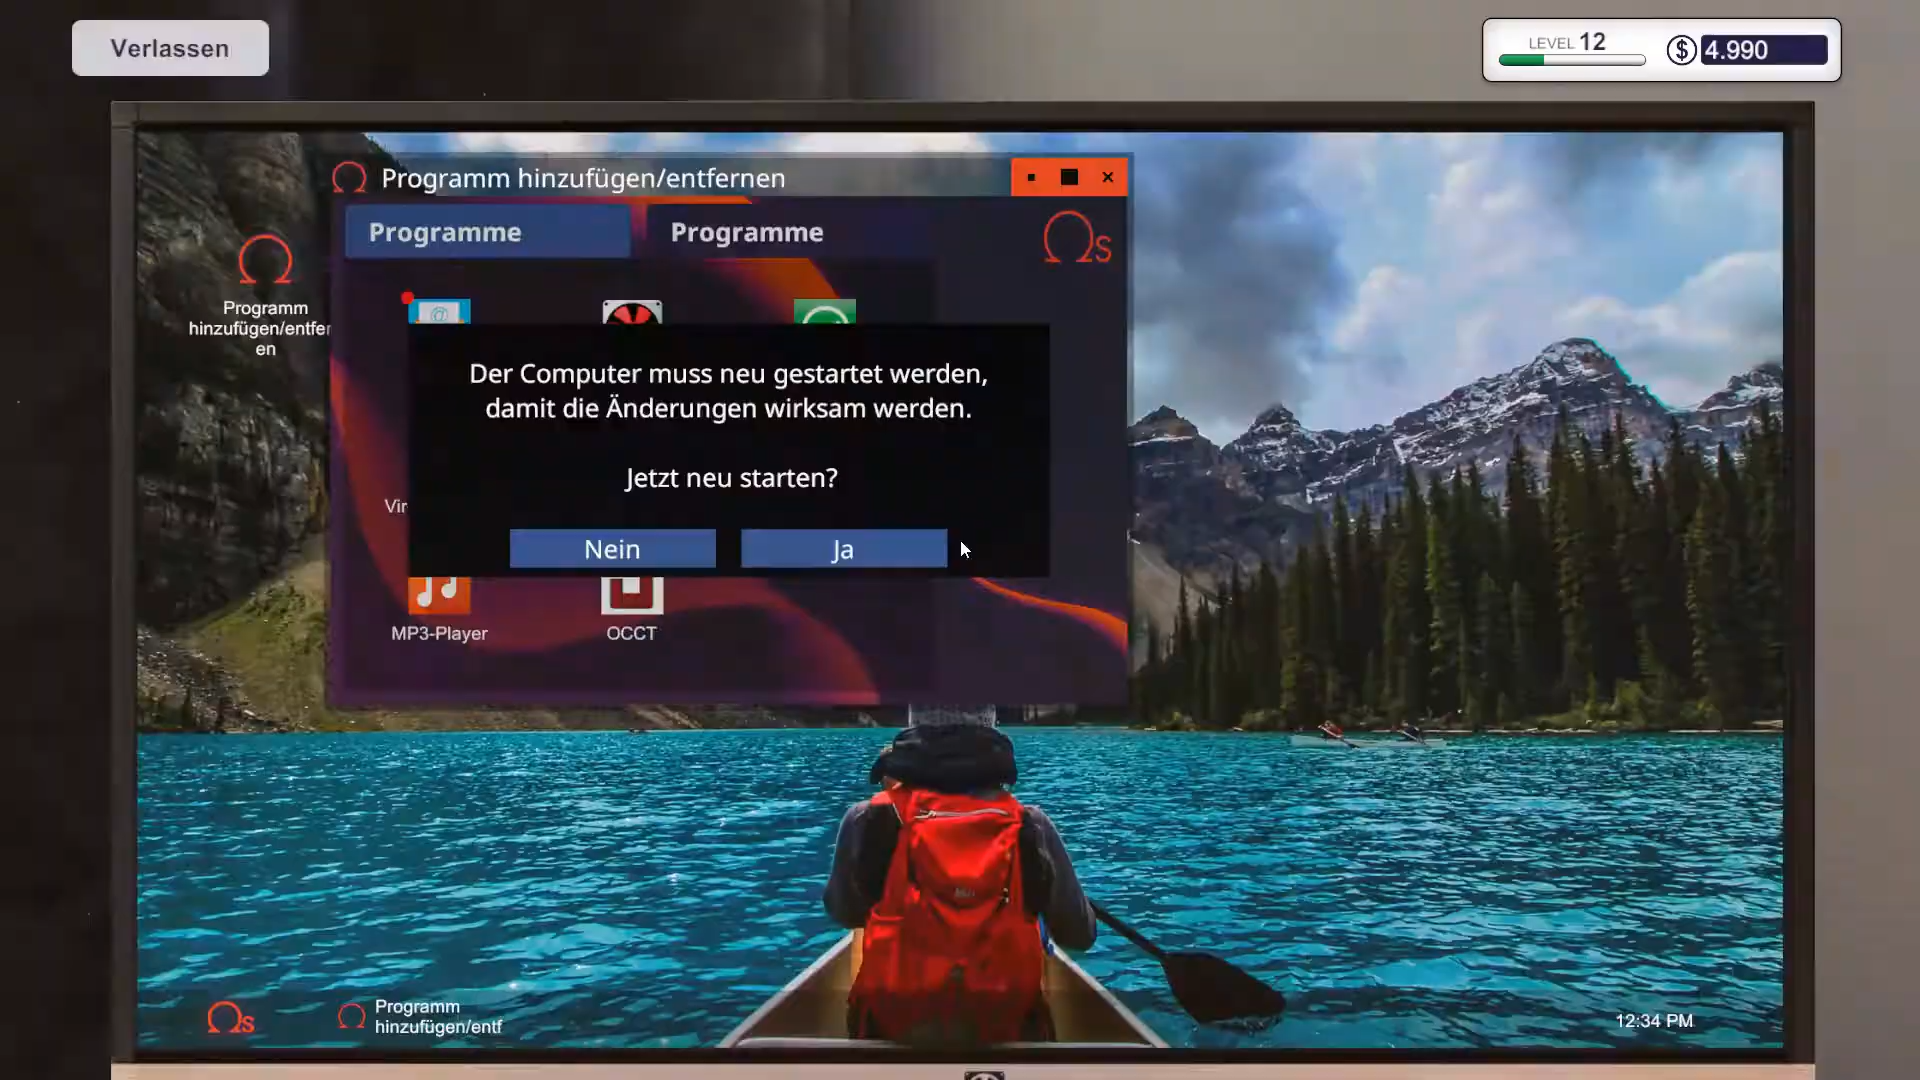 Verlassen
LEVEL 12
$ 4.990
Programm hinzufügen/entfernen
Programme
Programme
Ωs
Programm
hinzufügen/entfer
en
Der Computer muss neu gestartet werden,
damit die Änderungen wirksam werden.
Jetzt neu starten?
Vir
Nein
Ja
MP3-Player
OCCT
Ωs
Programm
hinzufügen/entf
12:34 PM